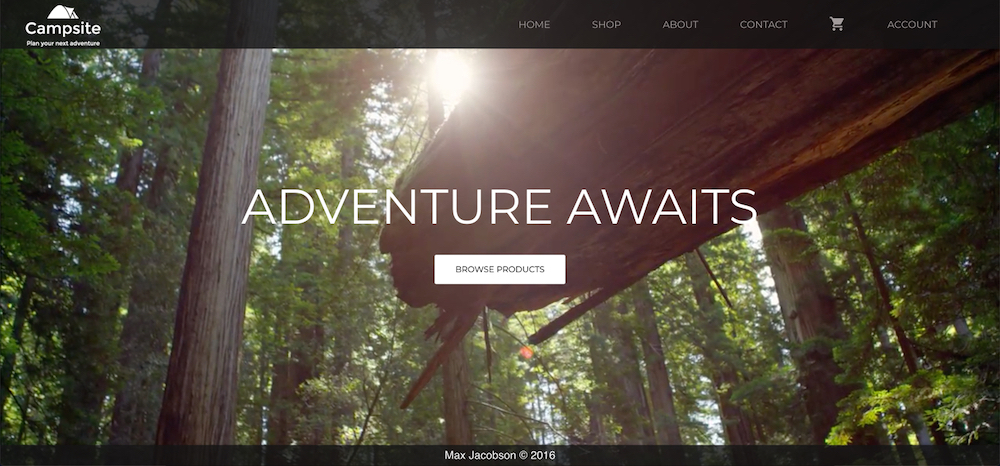 Campsite
Plan your next adventure
HOME SHOP ABOUT CONTACT ACCOUNT
ADVENTURE AWAITS
BROWSE PRODUCTS
Max Jacobson © 2016